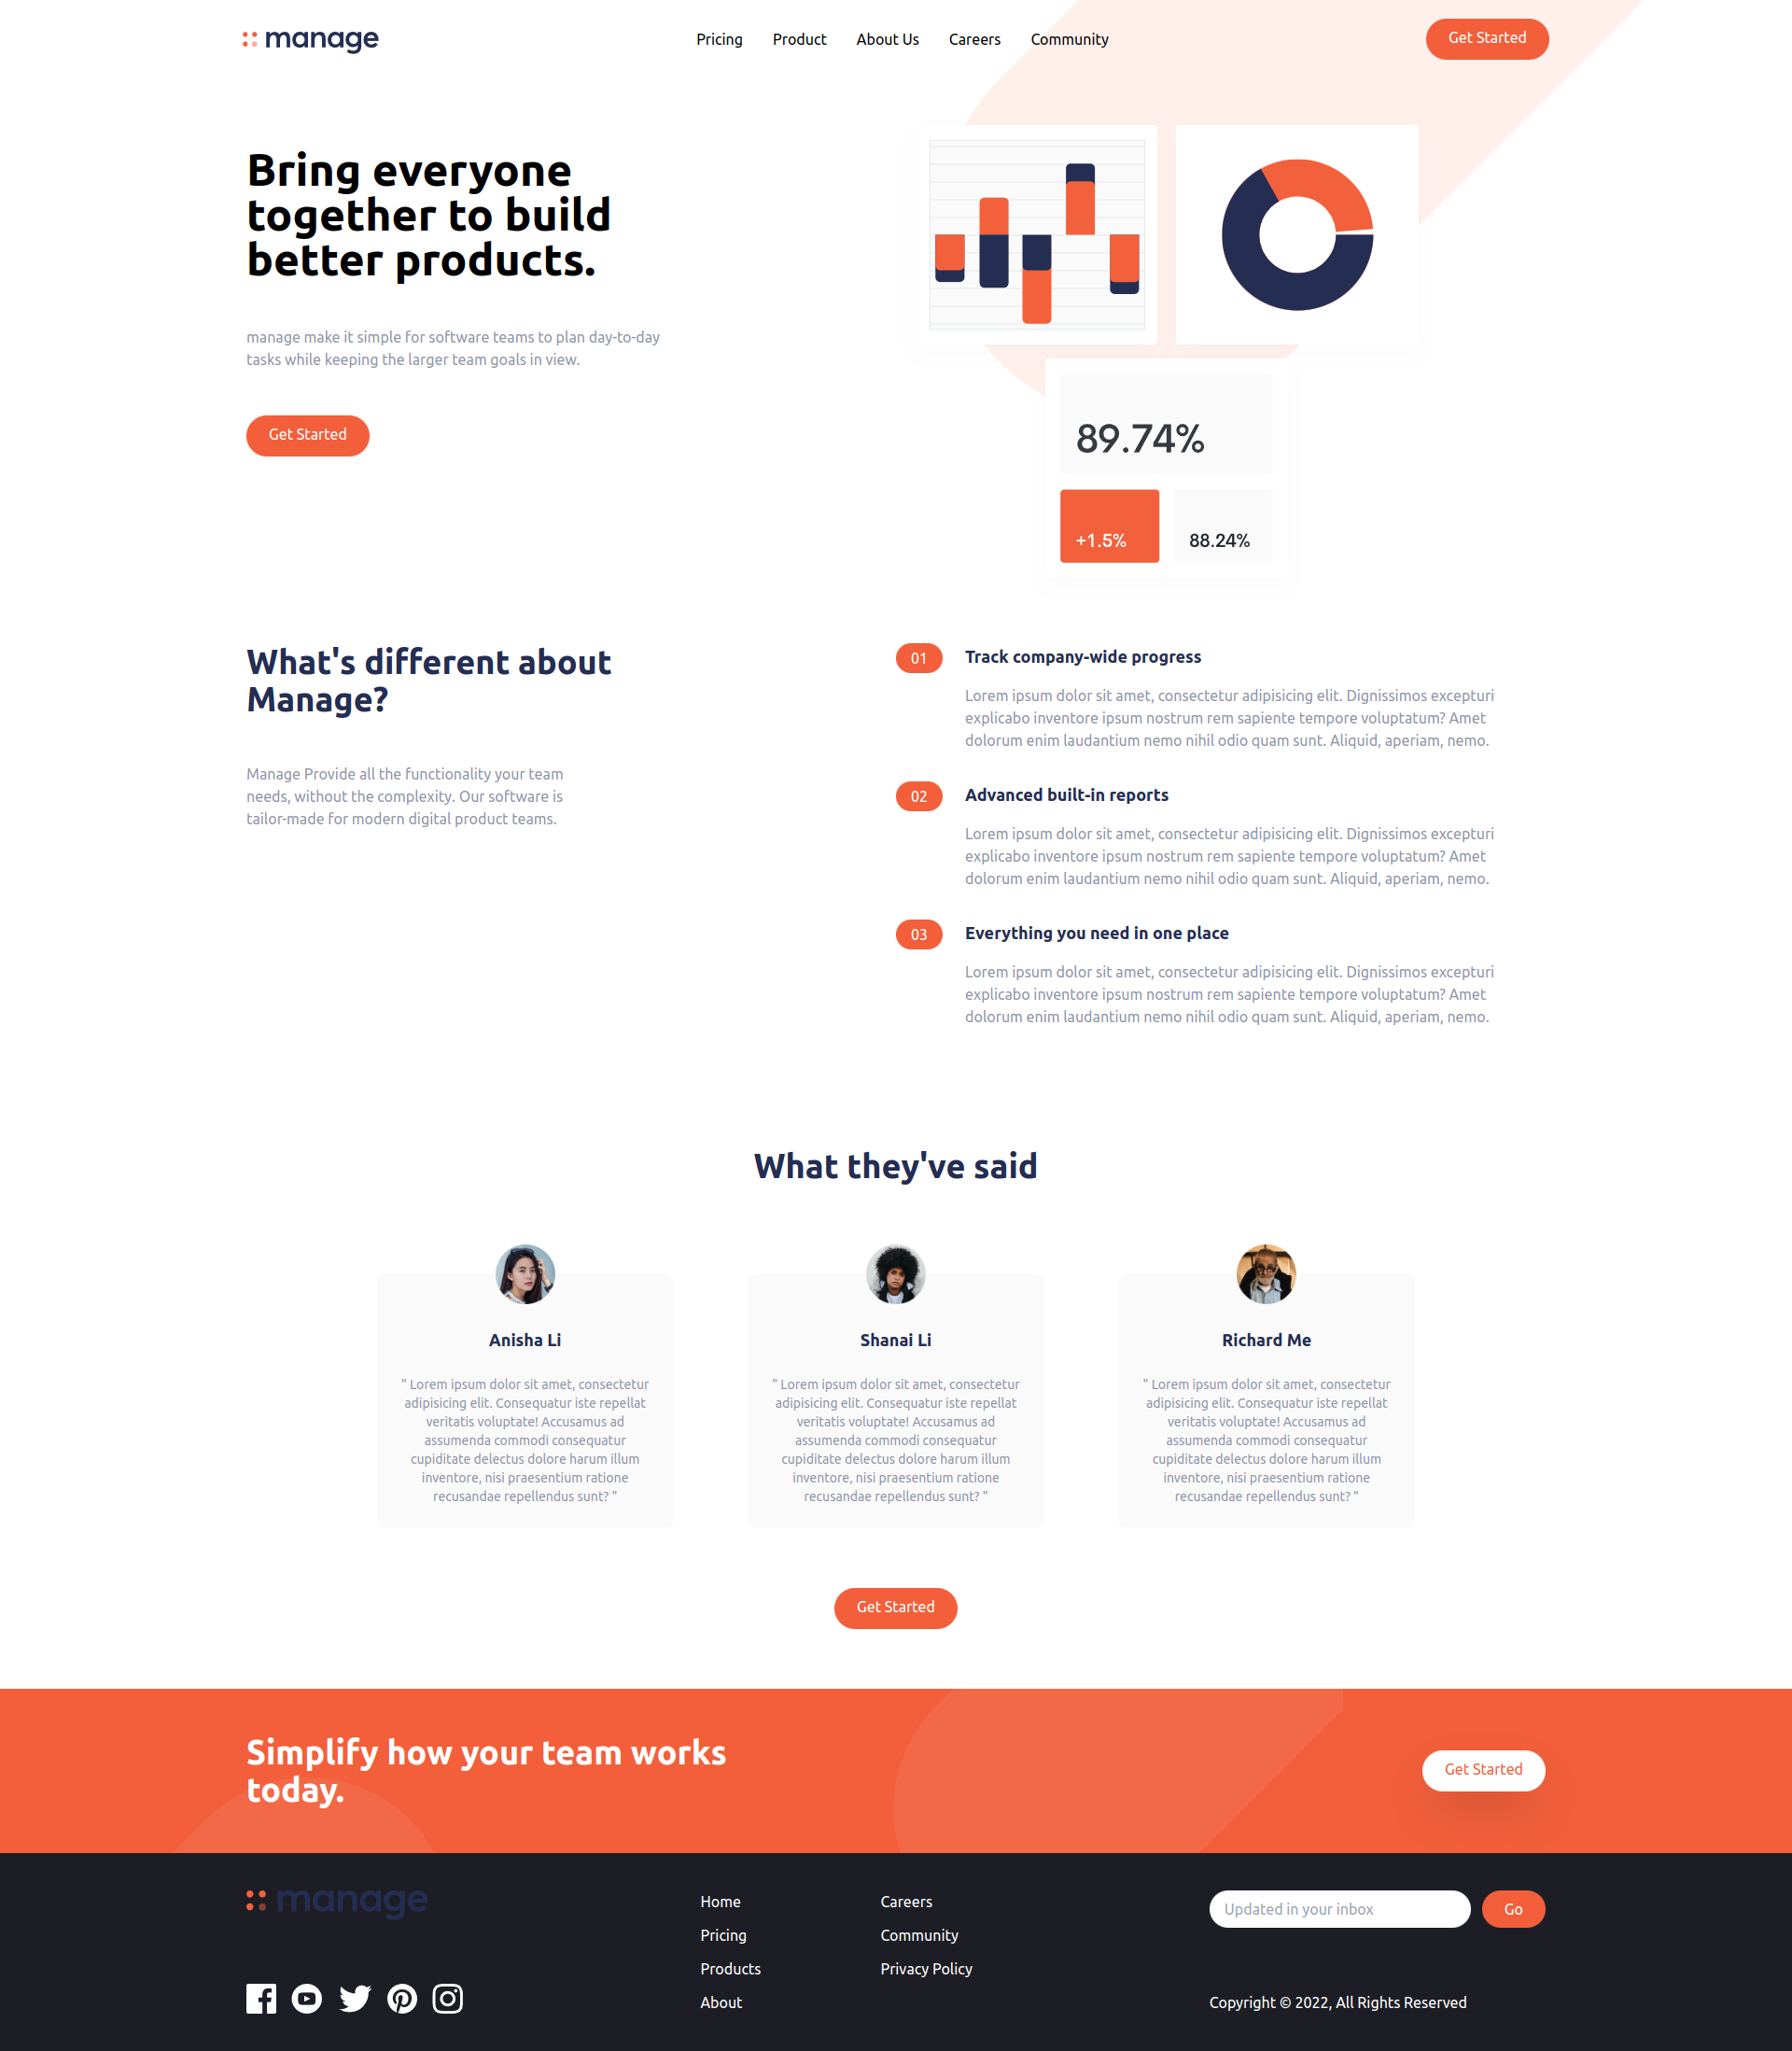 manage
Pricing Product About Us Careers Community
Get Started
Bring everyone
together to build
better products.
manage make it simple for software teams to plan day-to-day
tasks while keeping the larger team goals in view.
Get Started
89.74%
+1.5%
88.24%
What's different about
Manage?
Manage Provide all the functionality your team
needs, without the complexity. Our software is
tailor-made for modern digital product teams.
01
Track company-wide progress
Lorem ipsum dolor sit amet, consectetur adipisicing elit. Dignissimos excepturi
explicabo inventore ipsum nostrum rem sapiente tempore voluptatum? Amet
dolorum enim laudantium nemo nihil odio quam sunt. Aliquid, aperiam, nemo.
02
Advanced built-in reports
Lorem ipsum dolor sit amet, consectetur adipisicing elit. Dignissimos excepturi
explicabo inventore ipsum nostrum rem sapiente tempore voluptatum? Amet
dolorum enim laudantium nemo nihil odio quam sunt. Aliquid, aperiam, nemo.
03
Everything you need in one place
Lorem ipsum dolor sit amet, consectetur adipisicing elit. Dignissimos excepturi
explicabo inventore ipsum nostrum rem sapiente tempore voluptatum? Amet
dolorum enim laudantium nemo nihil odio quam sunt. Aliquid, aperiam, nemo.
What they've said
Anisha Li
" Lorem ipsum dolor sit amet, consectetur
adipisicing elit. Consequatur iste repellat
veritatis voluptate! Accusamus ad
assumenda commodi consequatur
cupiditate delectus dolore harum illum
inventore, nisi praesentium ratione
recusandae repellendus sunt? "
Shanai Li
" Lorem ipsum dolor sit amet, consectetur
adipisicing elit. Consequatur iste repellat
veritatis voluptate! Accusamus ad
assumenda commodi consequatur
cupiditate delectus dolore harum illum
inventore, nisi praesentium ratione
recusandae repellendus sunt? "
Richard Me
" Lorem ipsum dolor sit amet, consectetur
adipisicing elit. Consequatur iste repellat
veritatis voluptate! Accusamus ad
assumenda commodi consequatur
cupiditate delectus dolore harum illum
inventore, nisi praesentium ratione
recusandae repellendus sunt? "
Get Started
Simplify how your team works
today.
Get Started
manage
Home
Pricing
Products
About
Careers
Community
Privacy Policy
Updated in your inbox
Go
Copyright © 2022, All Rights Reserved